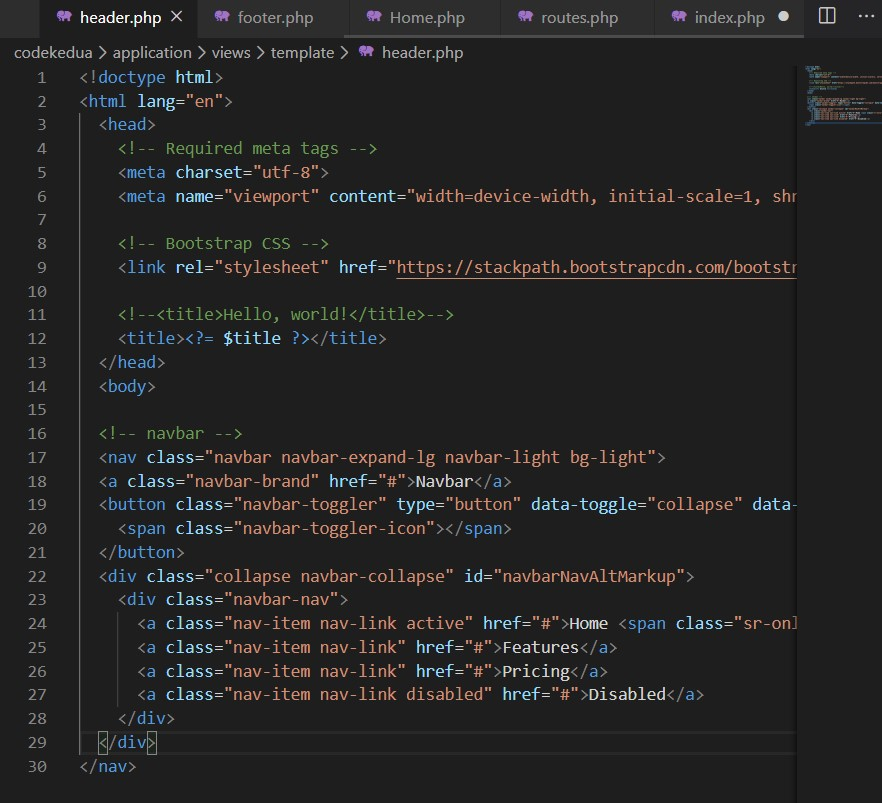 header.php footer.php Home.php routes.php index.php
codekedua > application > views > template > header.php
1 <!doctype html>
2 <html lang="en">
3 <head>
4 <!-- Required meta tags -->
5 <meta charset="utf-8">
6 <meta name="viewport" content="width=device-width, initial-scale=1, shr
7
8 <!-- Bootstrap CSS -->
9 <link rel="stylesheet" href="https://stackpath.bootstrapcdn.com/bootstr
10
11 <!--<title>Hello, world!</title>-->
12 <title><?= $title ?></title>
13 </head>
14 <body>
15
16 <!-- navbar -->
17 <nav class="navbar navbar-expand-lg navbar-light bg-light">
18 <a class="navbar-brand" href="#">Navbar</a>
19 <button class="navbar-toggler" type="button" data-toggle="collapse" data-
20 <span class="navbar-toggler-icon"></span>
21 </button>
22 <div class="collapse navbar-collapse" id="navbarNavAltMarkup">
23 <div class="navbar-nav">
24 <a class="nav-item nav-link active" href="#">Home <span class="sr-onl
25 <a class="nav-item nav-link" href="#">Features</a>
26 <a class="nav-item nav-link" href="#">Pricing</a>
27 <a class="nav-item nav-link disabled" href="#">Disabled</a>
28 </div>
29 </div>
30 </nav>